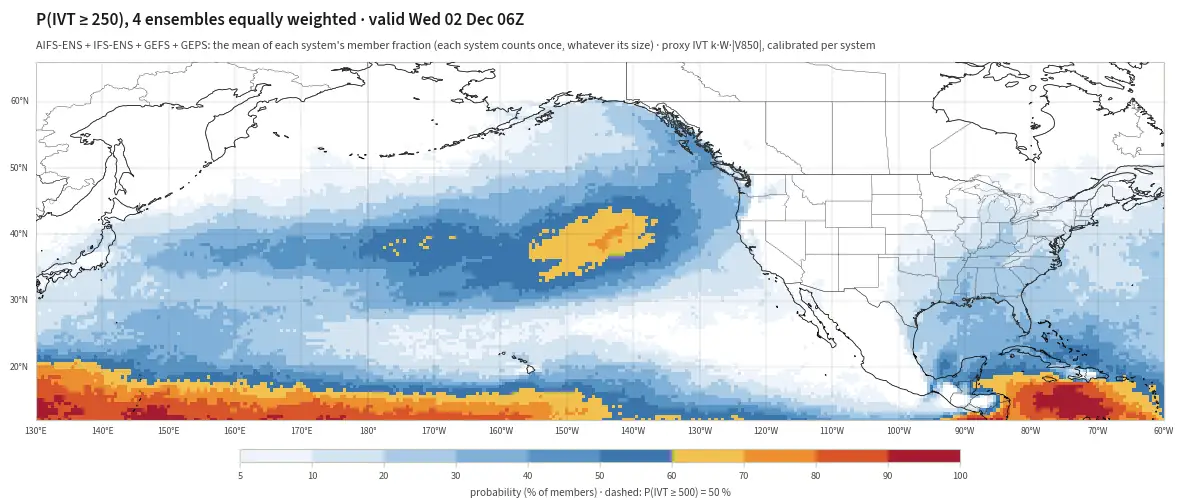 P(IVT ≥ 250), 4 ensembles equally weighted · valid Wed 02 Dec 06Z
AIFS-ENS + IFS-ENS + GEFS + GEPS: the mean of each system's member fraction (each system counts once, whatever its size) · proxy IVT k·W·|V850|, calibrated per system
60°N
50°N
40°N
30°N
20°N
130°E 140°E 150°E 160°E 170°E 180° 170°W 160°W 150°W 140°W 130°W 120°W 110°W 100°W 90°W 80°W 70°W 60°W
5 10 20 30 40 50 60 70 80 90 100
probability (% of members) · dashed: P(IVT ≥ 500) = 50 %